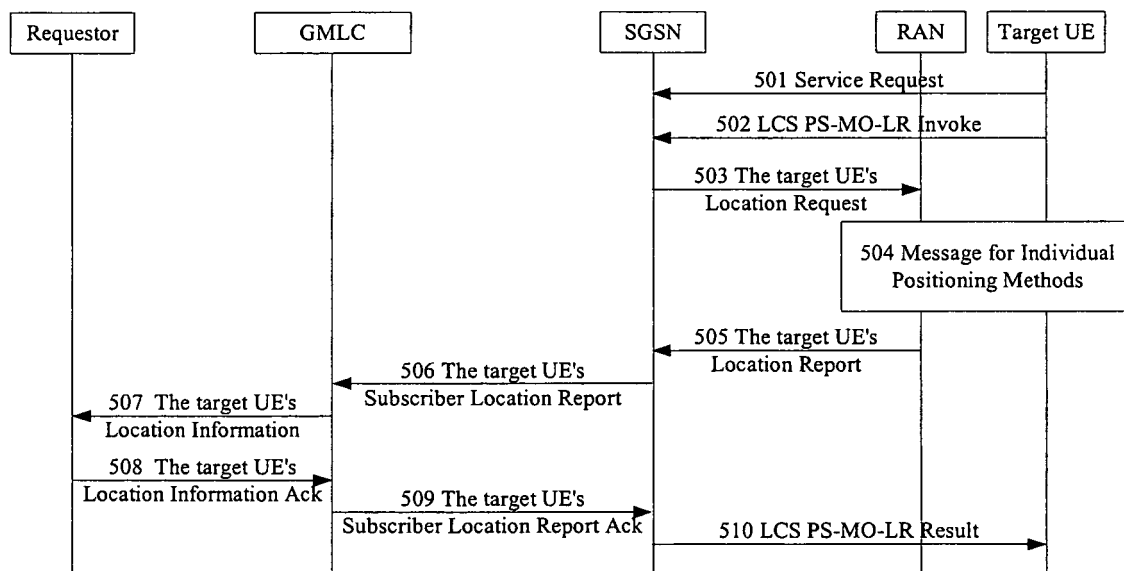 Requestor
GMLC
SGSN
RAN
Target UE
501 Service Request
502 LCS PS-MO-LR Invoke
503 The target UE's
Location Request
504 Message for Individual
Positioning Methods
505 The target UE's
Location Report
506 The target UE's
Subscriber Location Report
507 The target UE's
Location Information
508 The target UE's
Location Information Ack
509 The target UE's
Subscriber Location Report Ack
510 LCS PS-MO-LR Result